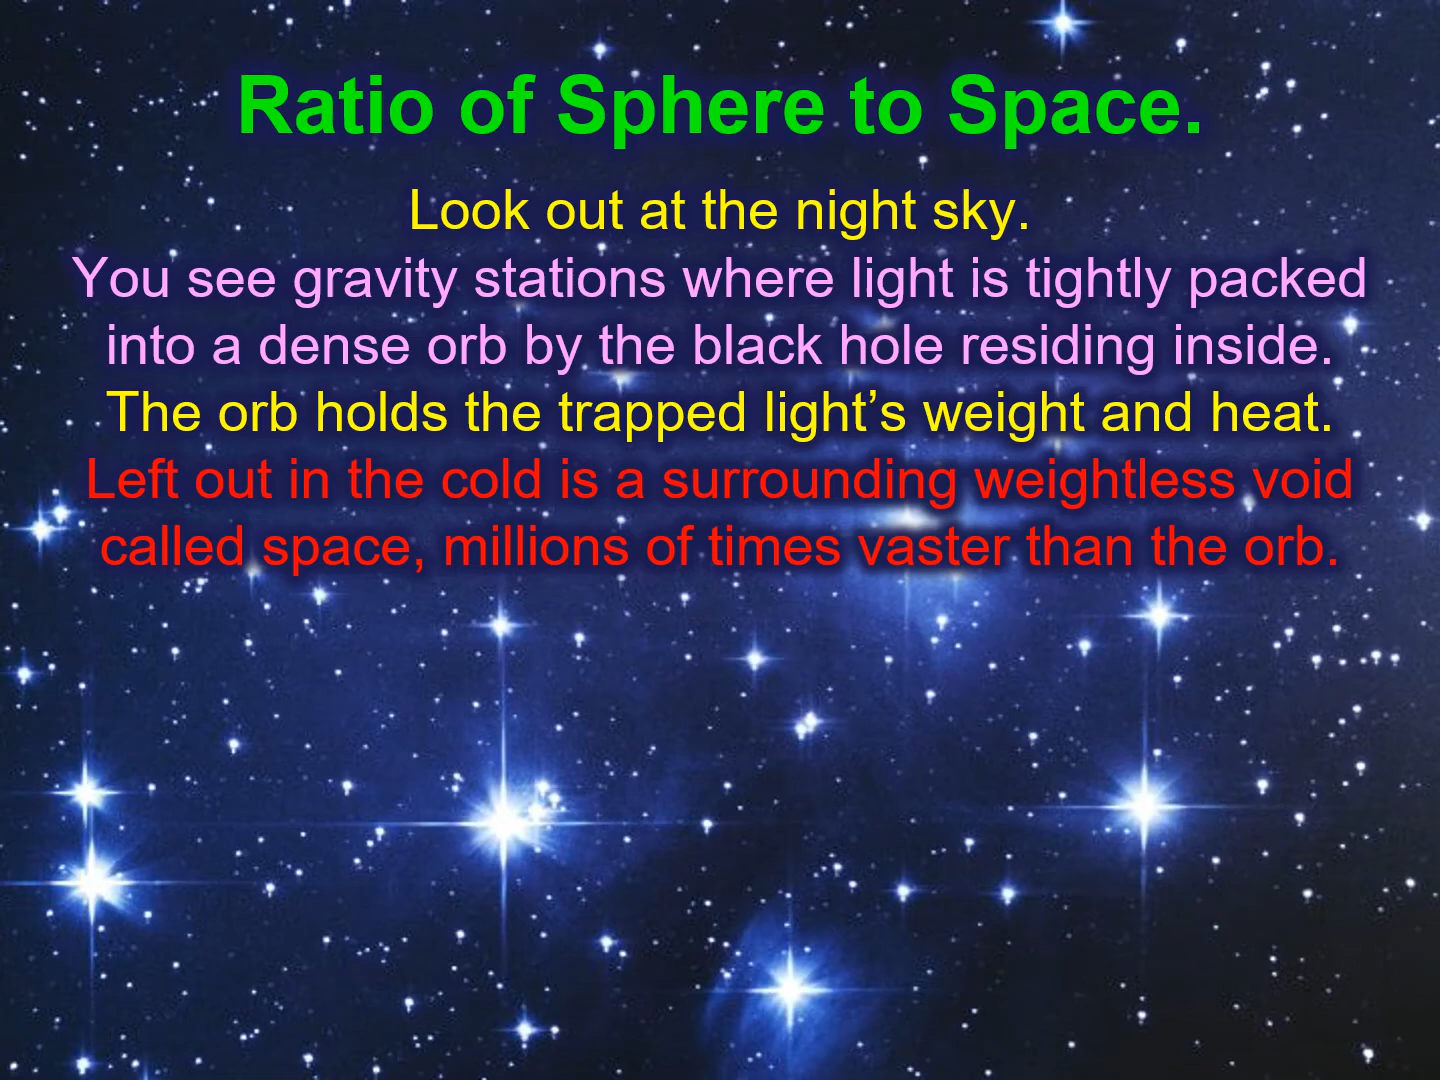 Ratio of Sphere to Space.
Look out at the night sky.
You see gravity stations where light is tightly packed
into a dense orb by the black hole residing inside.
The orb holds the trapped light’s weight and heat.
Left out in the cold is a surrounding weightless void
called space, millions of times vaster than the orb.